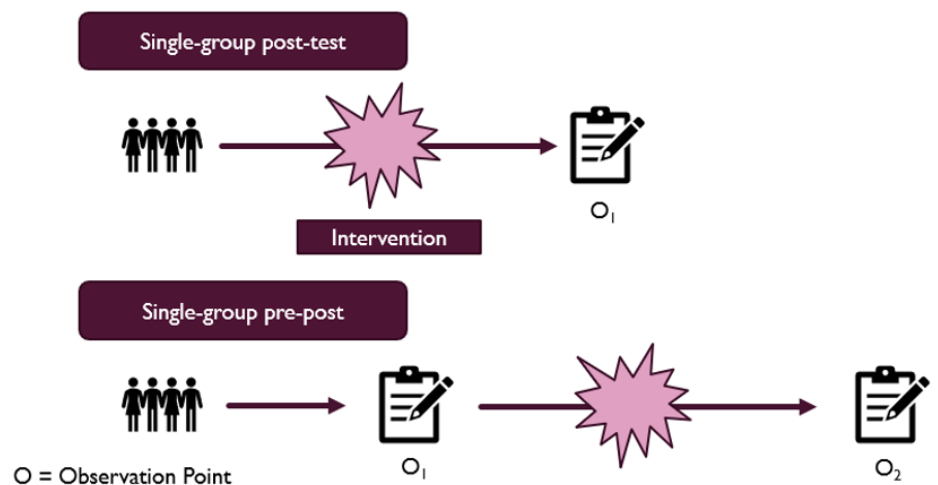 Single-group post-test
O₁
Intervention
Single-group pre-post
O₁
O₂
O = Observation Point